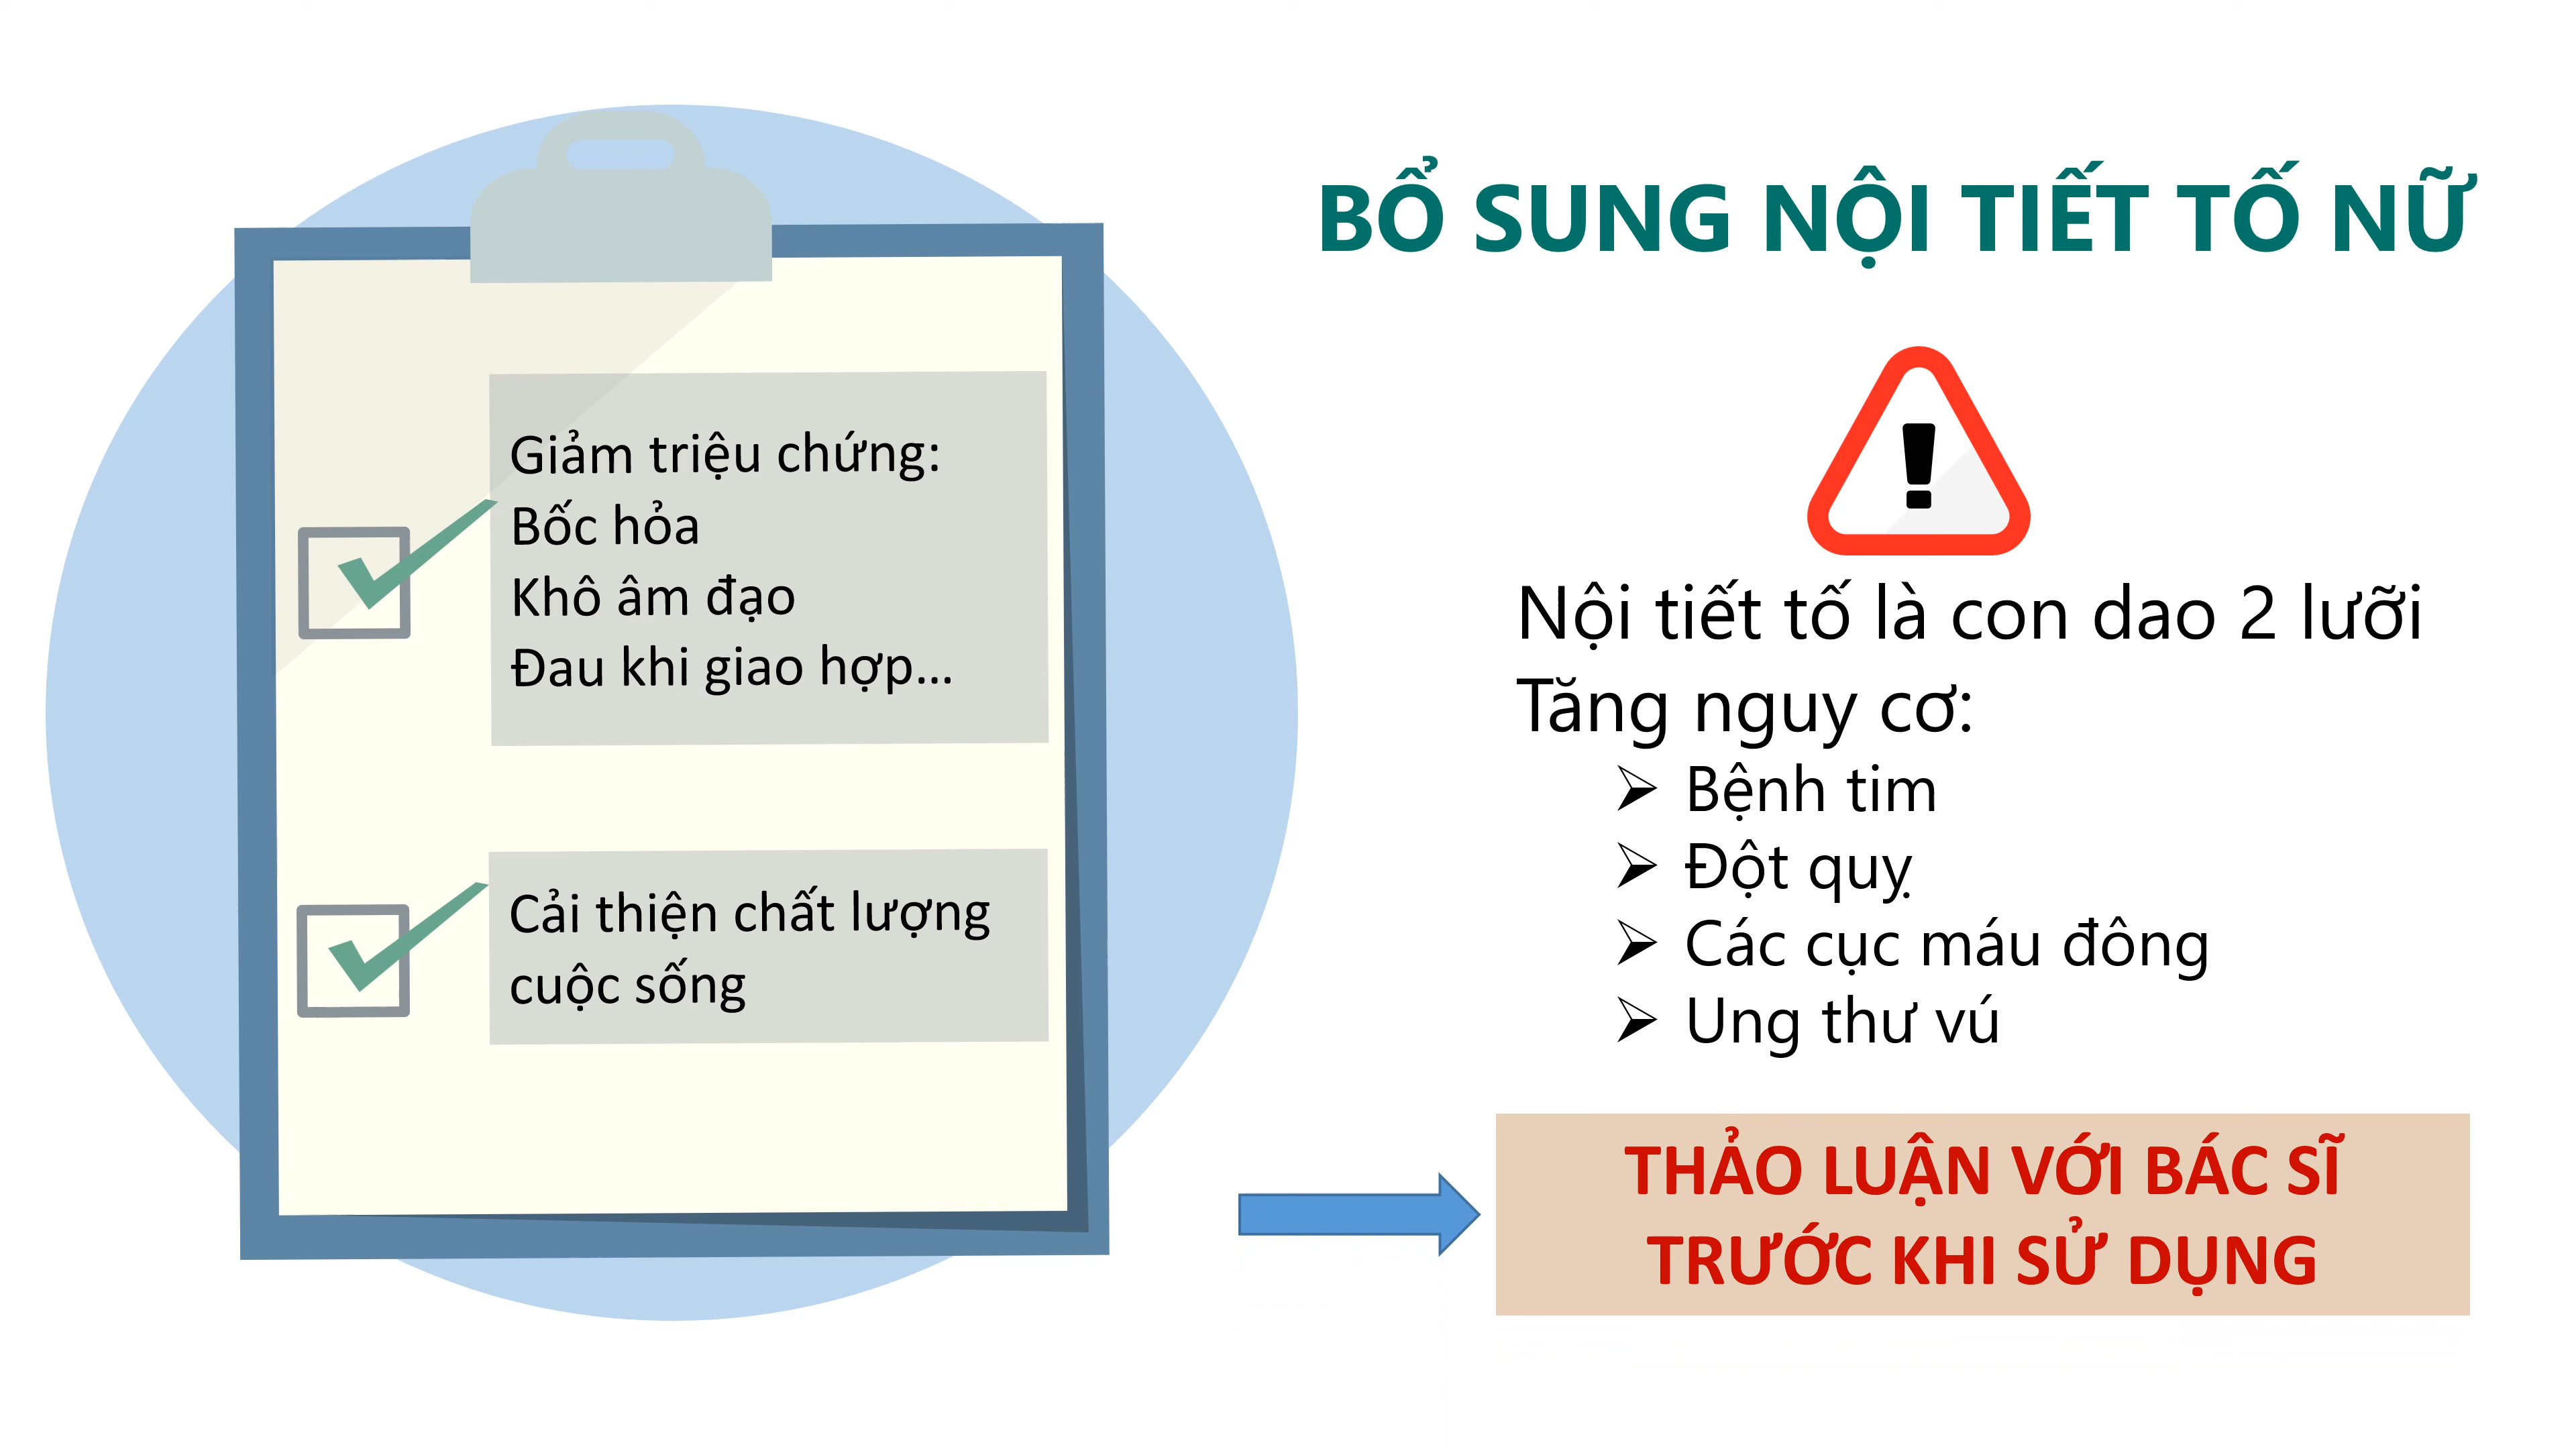 BỔ SUNG NỘI TIẾT TỐ NỮ
Giảm triệu chứng:
Bốc hỏa
Khô âm đạo
Đau khi giao hợp...
Cải thiện chất lượng
cuộc sống
Nội tiết tố là con dao 2 lưỡi
Tăng nguy cơ:
➢ Bệnh tim
➢ Đột quỵ
➢ Các cục máu đông
➢ Ung thư vú
THẢO LUẬN VỚI BÁC SĨ
TRƯỚC KHI SỬ DỤNG